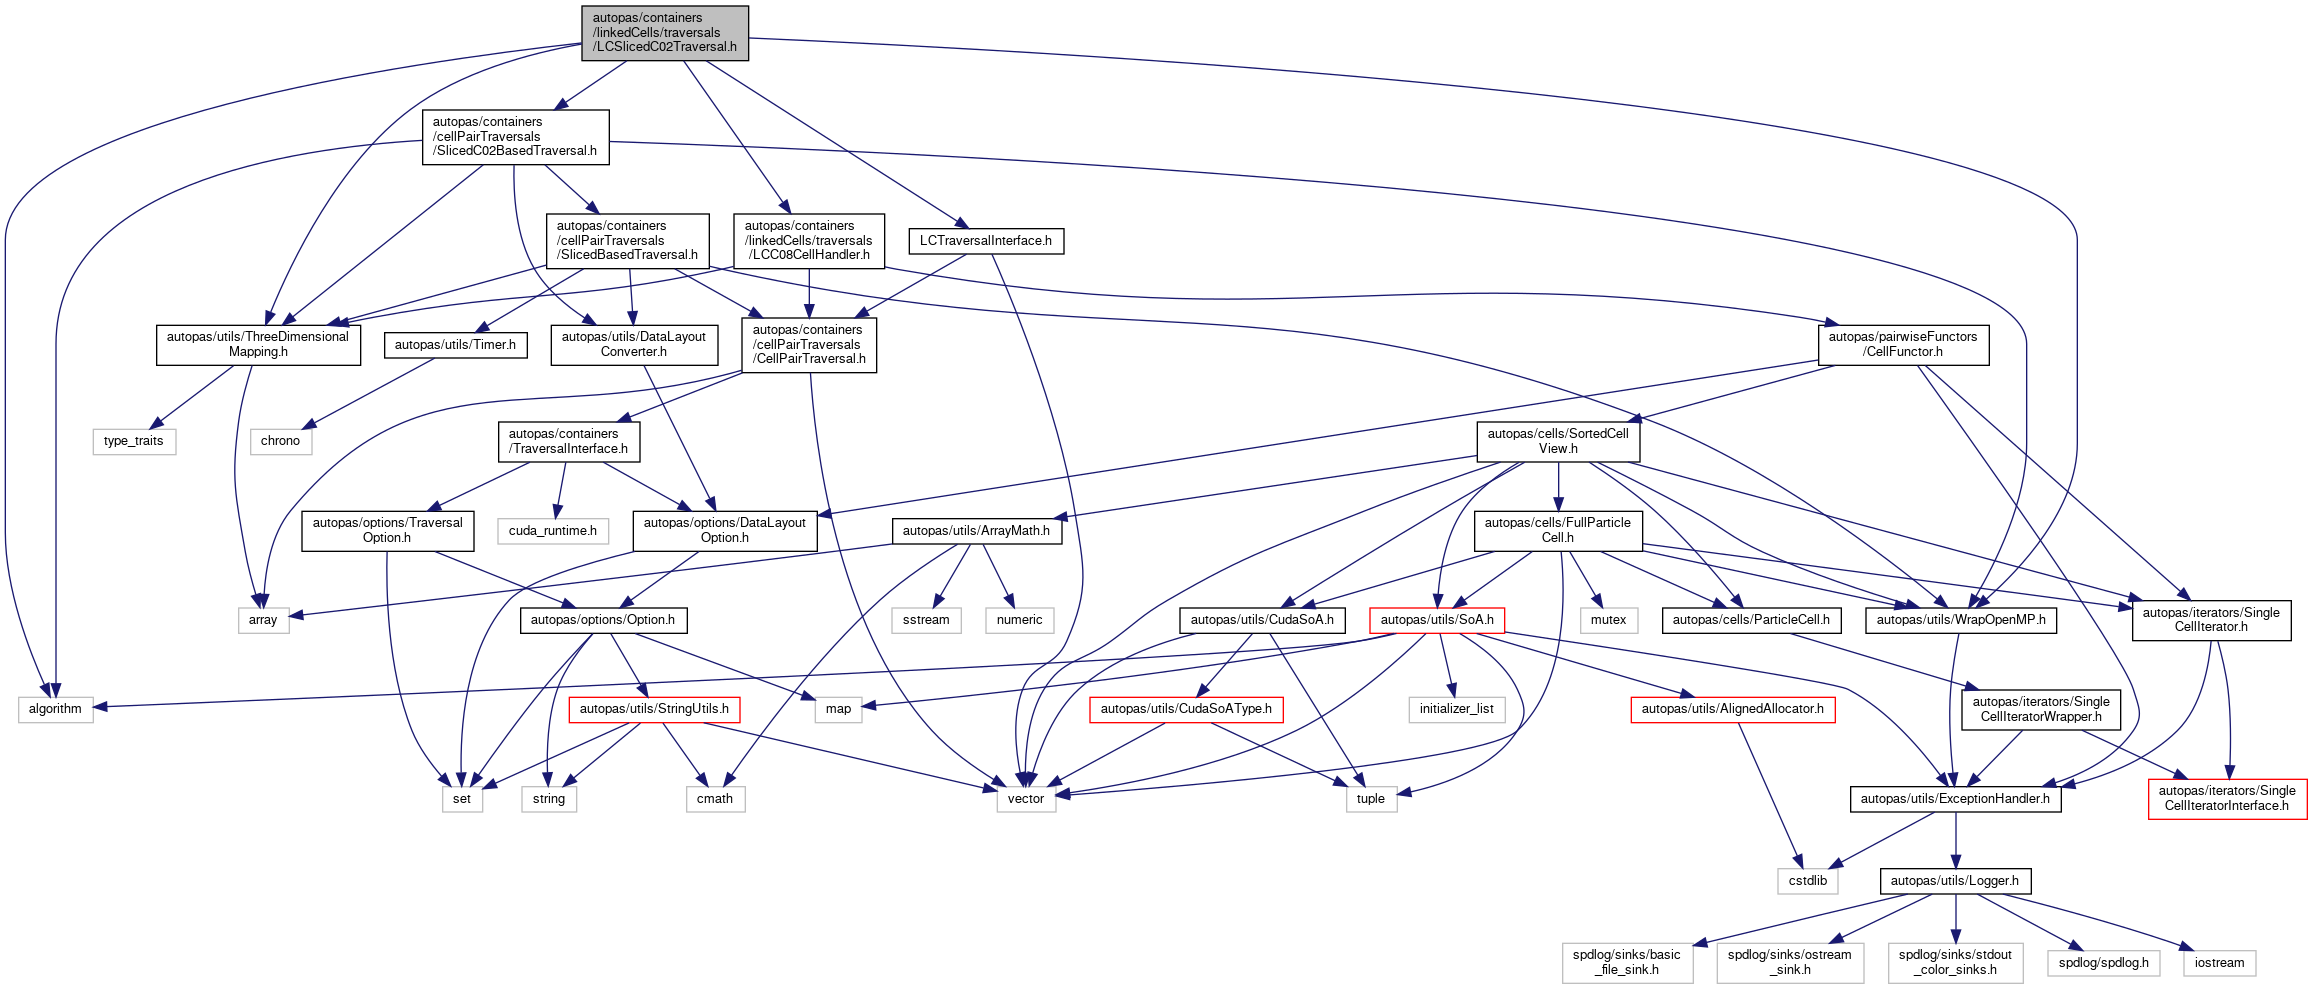 autopas/containers
/linkedCells/traversals
/LCSlicedC02Traversal.h
autopas/containers
/cellPairTraversals
/SlicedC02BasedTraversal.h
autopas/containers
/cellPairTraversals
/SlicedBasedTraversal.h
autopas/containers
/linkedCells/traversals
/LCC08CellHandler.h
LCTraversalInterface.h
autopas/utils/ThreeDimensional
Mapping.h
autopas/utils/Timer.h
autopas/utils/DataLayout
Converter.h
autopas/containers
/cellPairTraversals
/CellPairTraversal.h
autopas/pairwiseFunctors
/CellFunctor.h
type_traits
chrono
autopas/containers
/TraversalInterface.h
autopas/cells/SortedCell
View.h
autopas/options/Traversal
Option.h
cuda_runtime.h
autopas/options/DataLayout
Option.h
autopas/utils/ArrayMath.h
autopas/cells/FullParticle
Cell.h
array
autopas/options/Option.h
sstream
numeric
autopas/utils/CudaSoA.h
autopas/utils/SoA.h
mutex
autopas/cells/ParticleCell.h
autopas/utils/WrapOpenMP.h
autopas/iterators/Single
CellIterator.h
algorithm
autopas/utils/StringUtils.h
map
autopas/utils/CudaSoAType.h
initializer_list
autopas/utils/AlignedAllocator.h
autopas/iterators/Single
CellIteratorWrapper.h
set
string
cmath
vector
tuple
autopas/utils/ExceptionHandler.h
autopas/iterators/Single
CellIteratorInterface.h
cstdlib
autopas/utils/Logger.h
spdlog/sinks/basic
_file_sink.h
spdlog/sinks/ostream
_sink.h
spdlog/sinks/stdout
_color_sinks.h
spdlog/spdlog.h
iostream